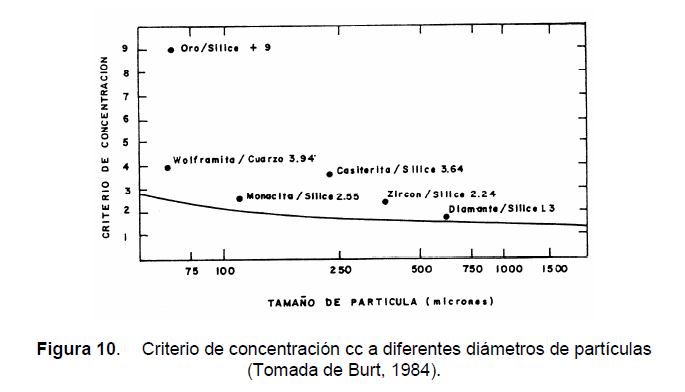 CRITERIO DE CONCENTRACION
9
8
7
6
5
4
3
2
1
Oro/Silice + 9
Wolframita/Cuarzo 3.94
Casiterita/Silice 3.64
Monacita/Silice 2.55
Zircon/Silice 2.24
Diamante/Silice 1.3
75 100 250 500 750 1000 1500
TAMAÑO DE PARTICULA (micrones)
Figura 10. Criterio de concentración cc a diferentes diámetros de partículas
(Tomada de Burt, 1984).